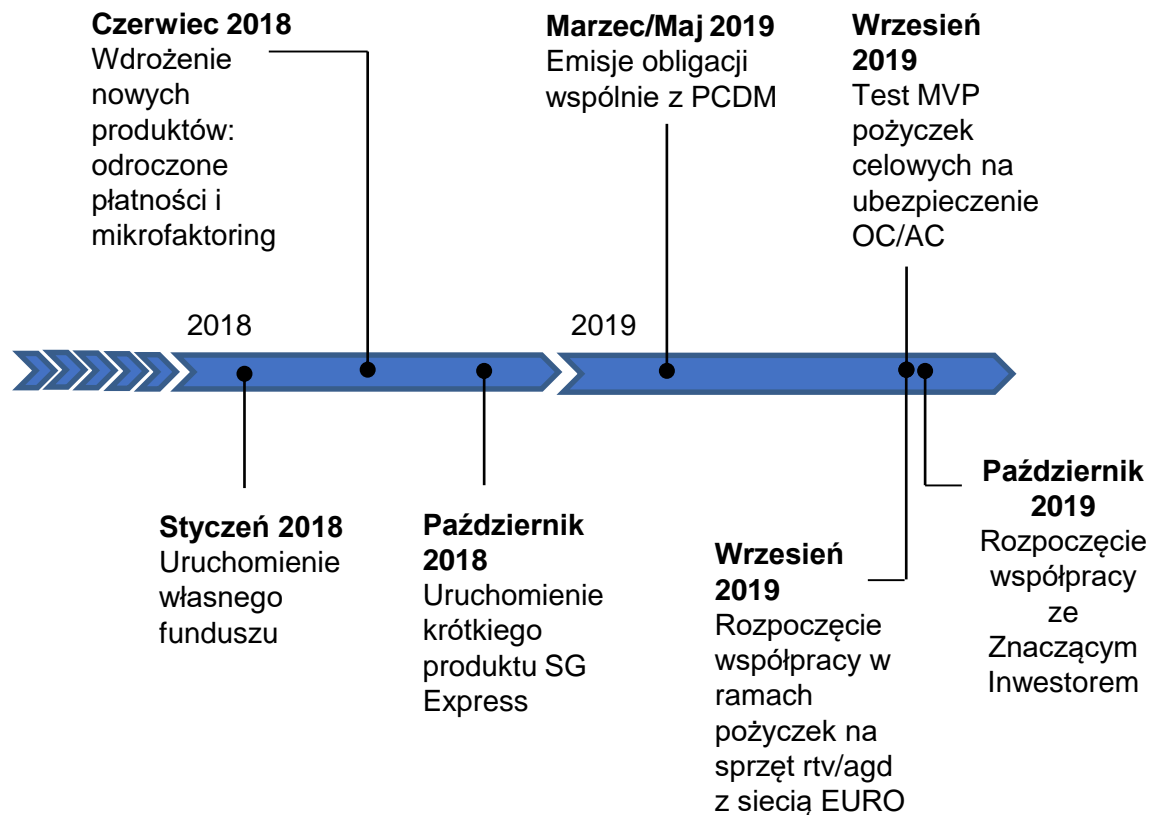 Czerwiec 2018
Wdrożenie
nowych
produktów:
odroczone
płatności i
mikrofaktoring
Marzec/Maj 2019
Emisje obligacji
wspólnie z PCDM
Wrzesień
2019
Test MVP
pożyczek
celowych na
ubezpieczenie
OC/AC
2018
2019
Styczeń 2018
Uruchomienie
własnego
funduszu
Październik
2018
Uruchomienie
krótkiego
produktu SG
Express
Wrzesień
2019
Rozpoczęcie
współpracy w
ramach
pożyczek na
sprzęt rtv/agd
z siecią EURO
Październik
2019
Rozpoczęcie
współpracy
ze
Znaczącym
Inwestorem